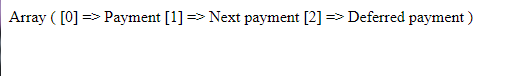 Array ( [0] => Payment [1] => Next payment [2] => Deferred payment )